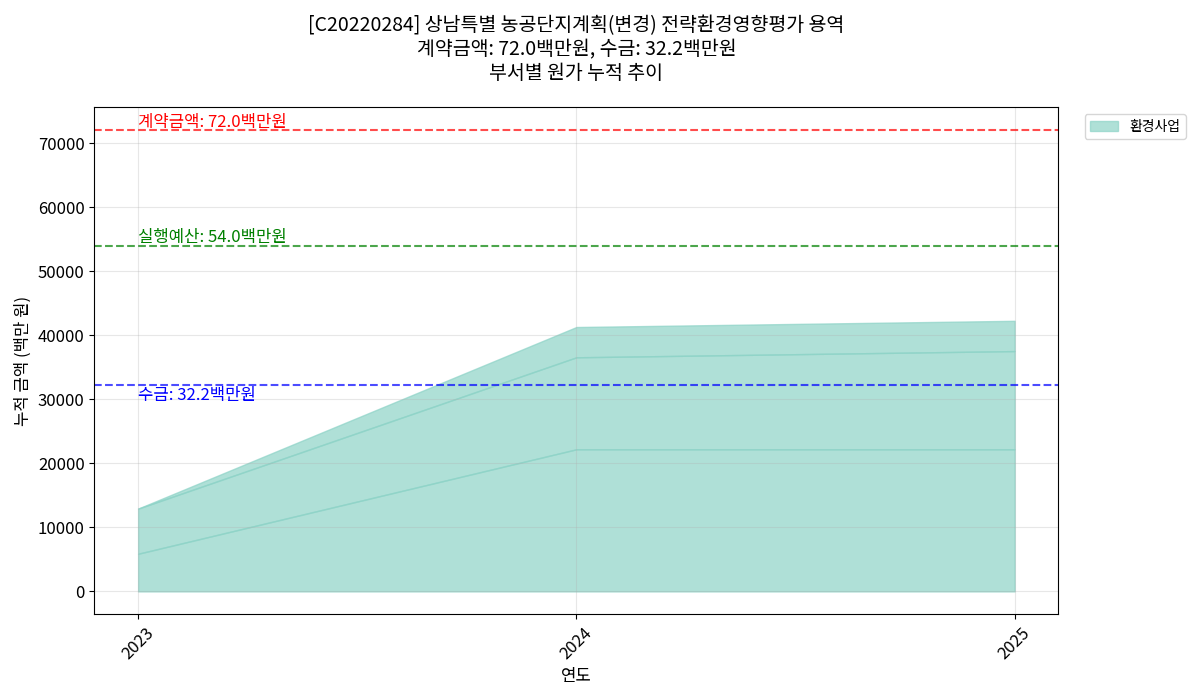 [C20220284] 상남특별 농공단지계획(변경) 전략환경영향평가 용역
계약금액: 72.0백만원, 수금: 32.2백만원
부서별 원가 누적 추이
계약금액: 72.0백만원
환경사업
70000
60000
실행예산: 54.0백만원
50000
40000
수금: 32.2백만원
30000
20000
10000
0
누적 금액 (백만 원)
2023
2024
2025
연도